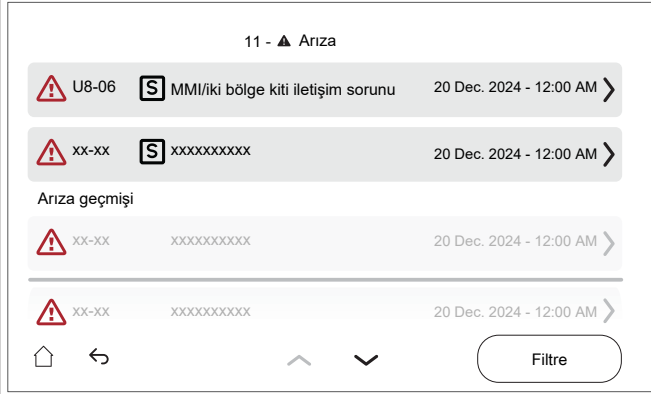 11 - Arıza
U8-06 S MMI/iki bölge kiti iletişim sorunu 20 Dec. 2024 - 12:00 AM
xx-xx S xxxxxxxxxx 20 Dec. 2024 - 12:00 AM
Arıza geçmişi
xx-xx xxxxxxxxxx 20 Dec. 2024 - 12:00 AM
xx-xx xxxxxxxxxx 20 Dec. 2024 - 12:00 AM
Filtre